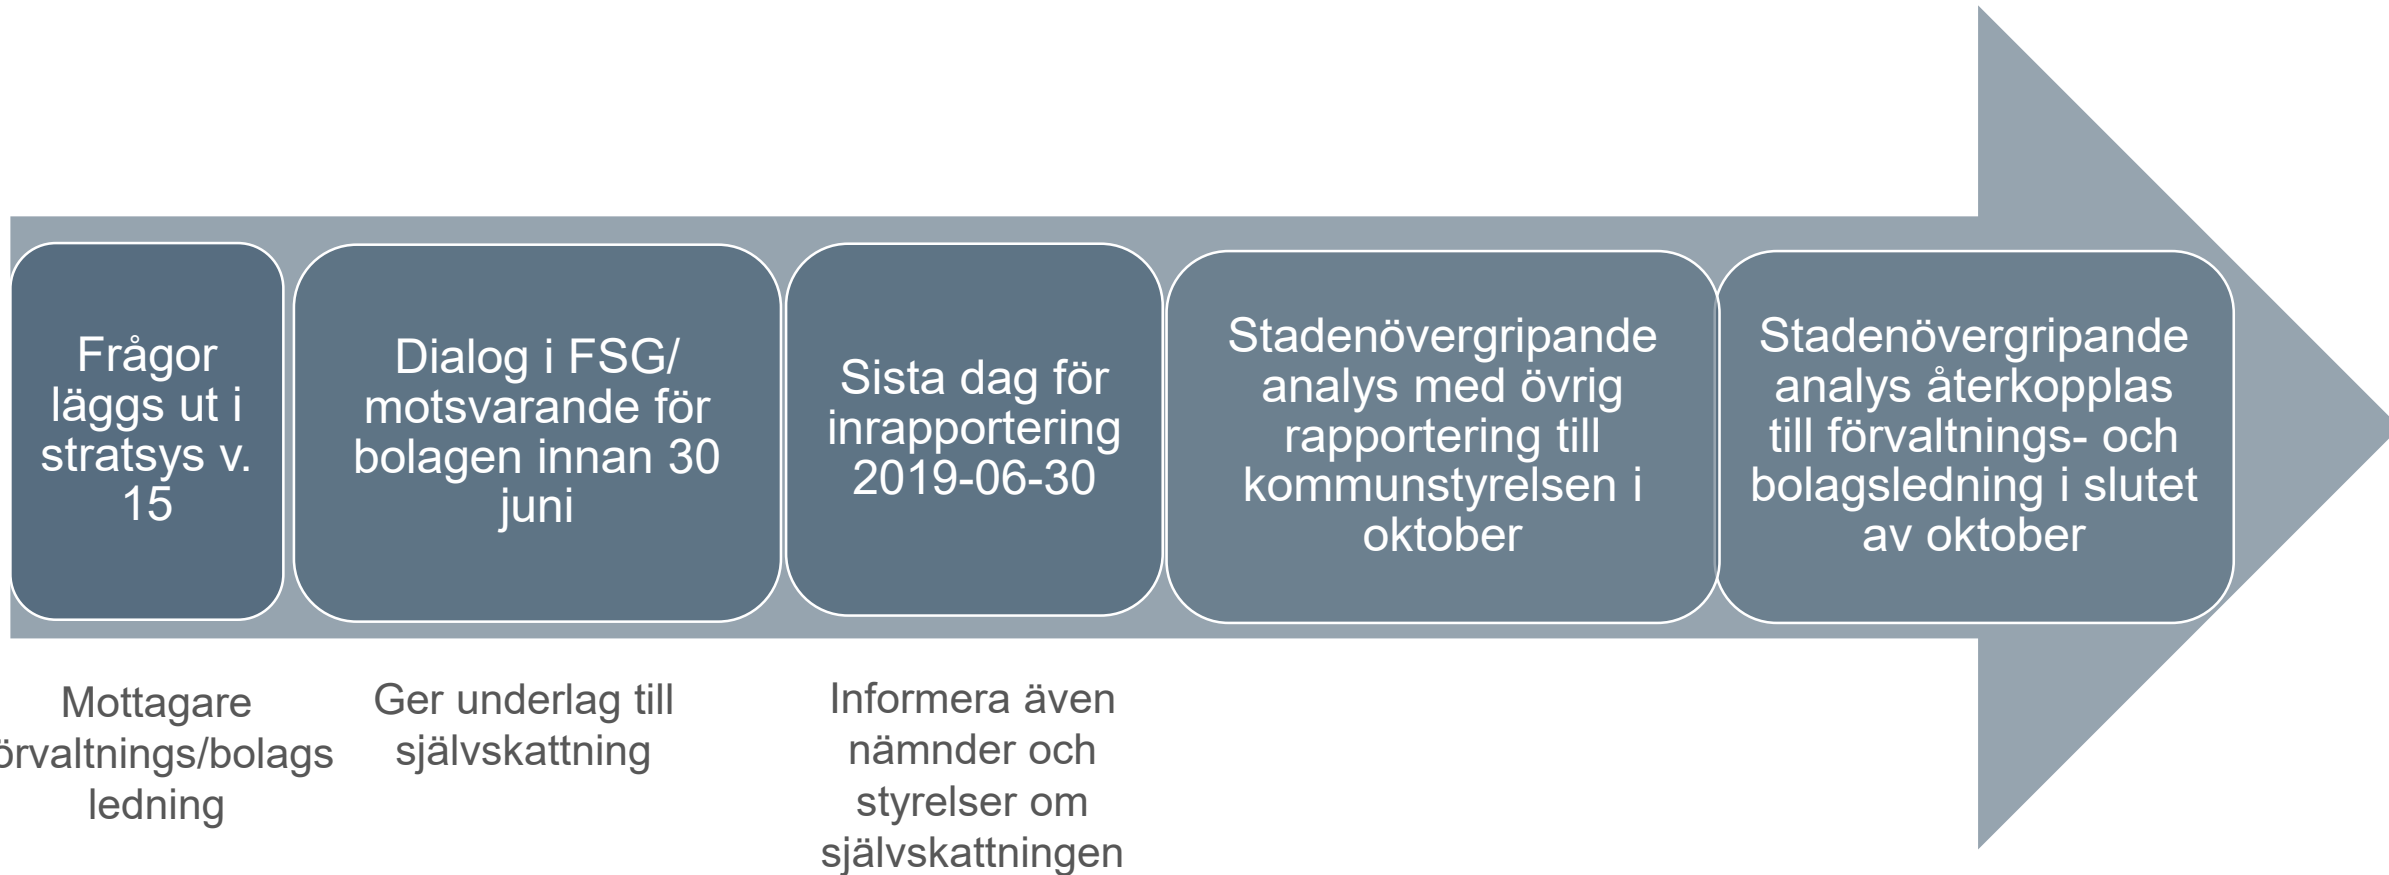 Frågor
läggs ut i
stratsys v.
15
Dialog i FSG/
motsvarande för
bolagen innan 30
juni
Sista dag för
inrapportering
2019-06-30
Stadenövergripande
analys med övrig
rapportering till
kommunstyrelsen i
oktober
Stadenövergripande
analys återkopplas
till förvaltnings- och
bolagsledning i slutet
av oktober
Mottagare
örvaltnings/bolags
ledning
Ger underlag till
självskattning
Informera även
nämnder och
styrelser om
självskattningen